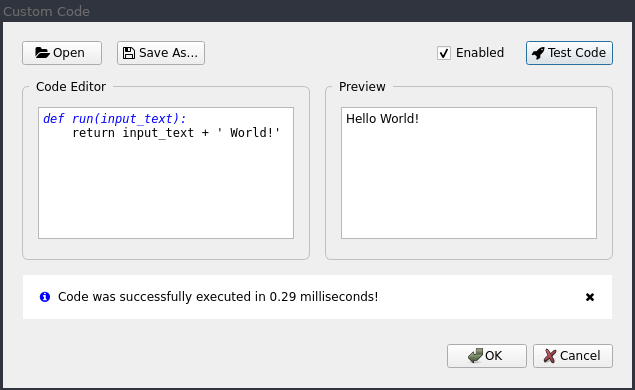 Custom Code
Open
Save As...
Enabled
Test Code
Code Editor
def run(input_text):
    return input_text + ' World!'
Preview
Hello World!
Code was successfully executed in 0.29 milliseconds!
OK
Cancel